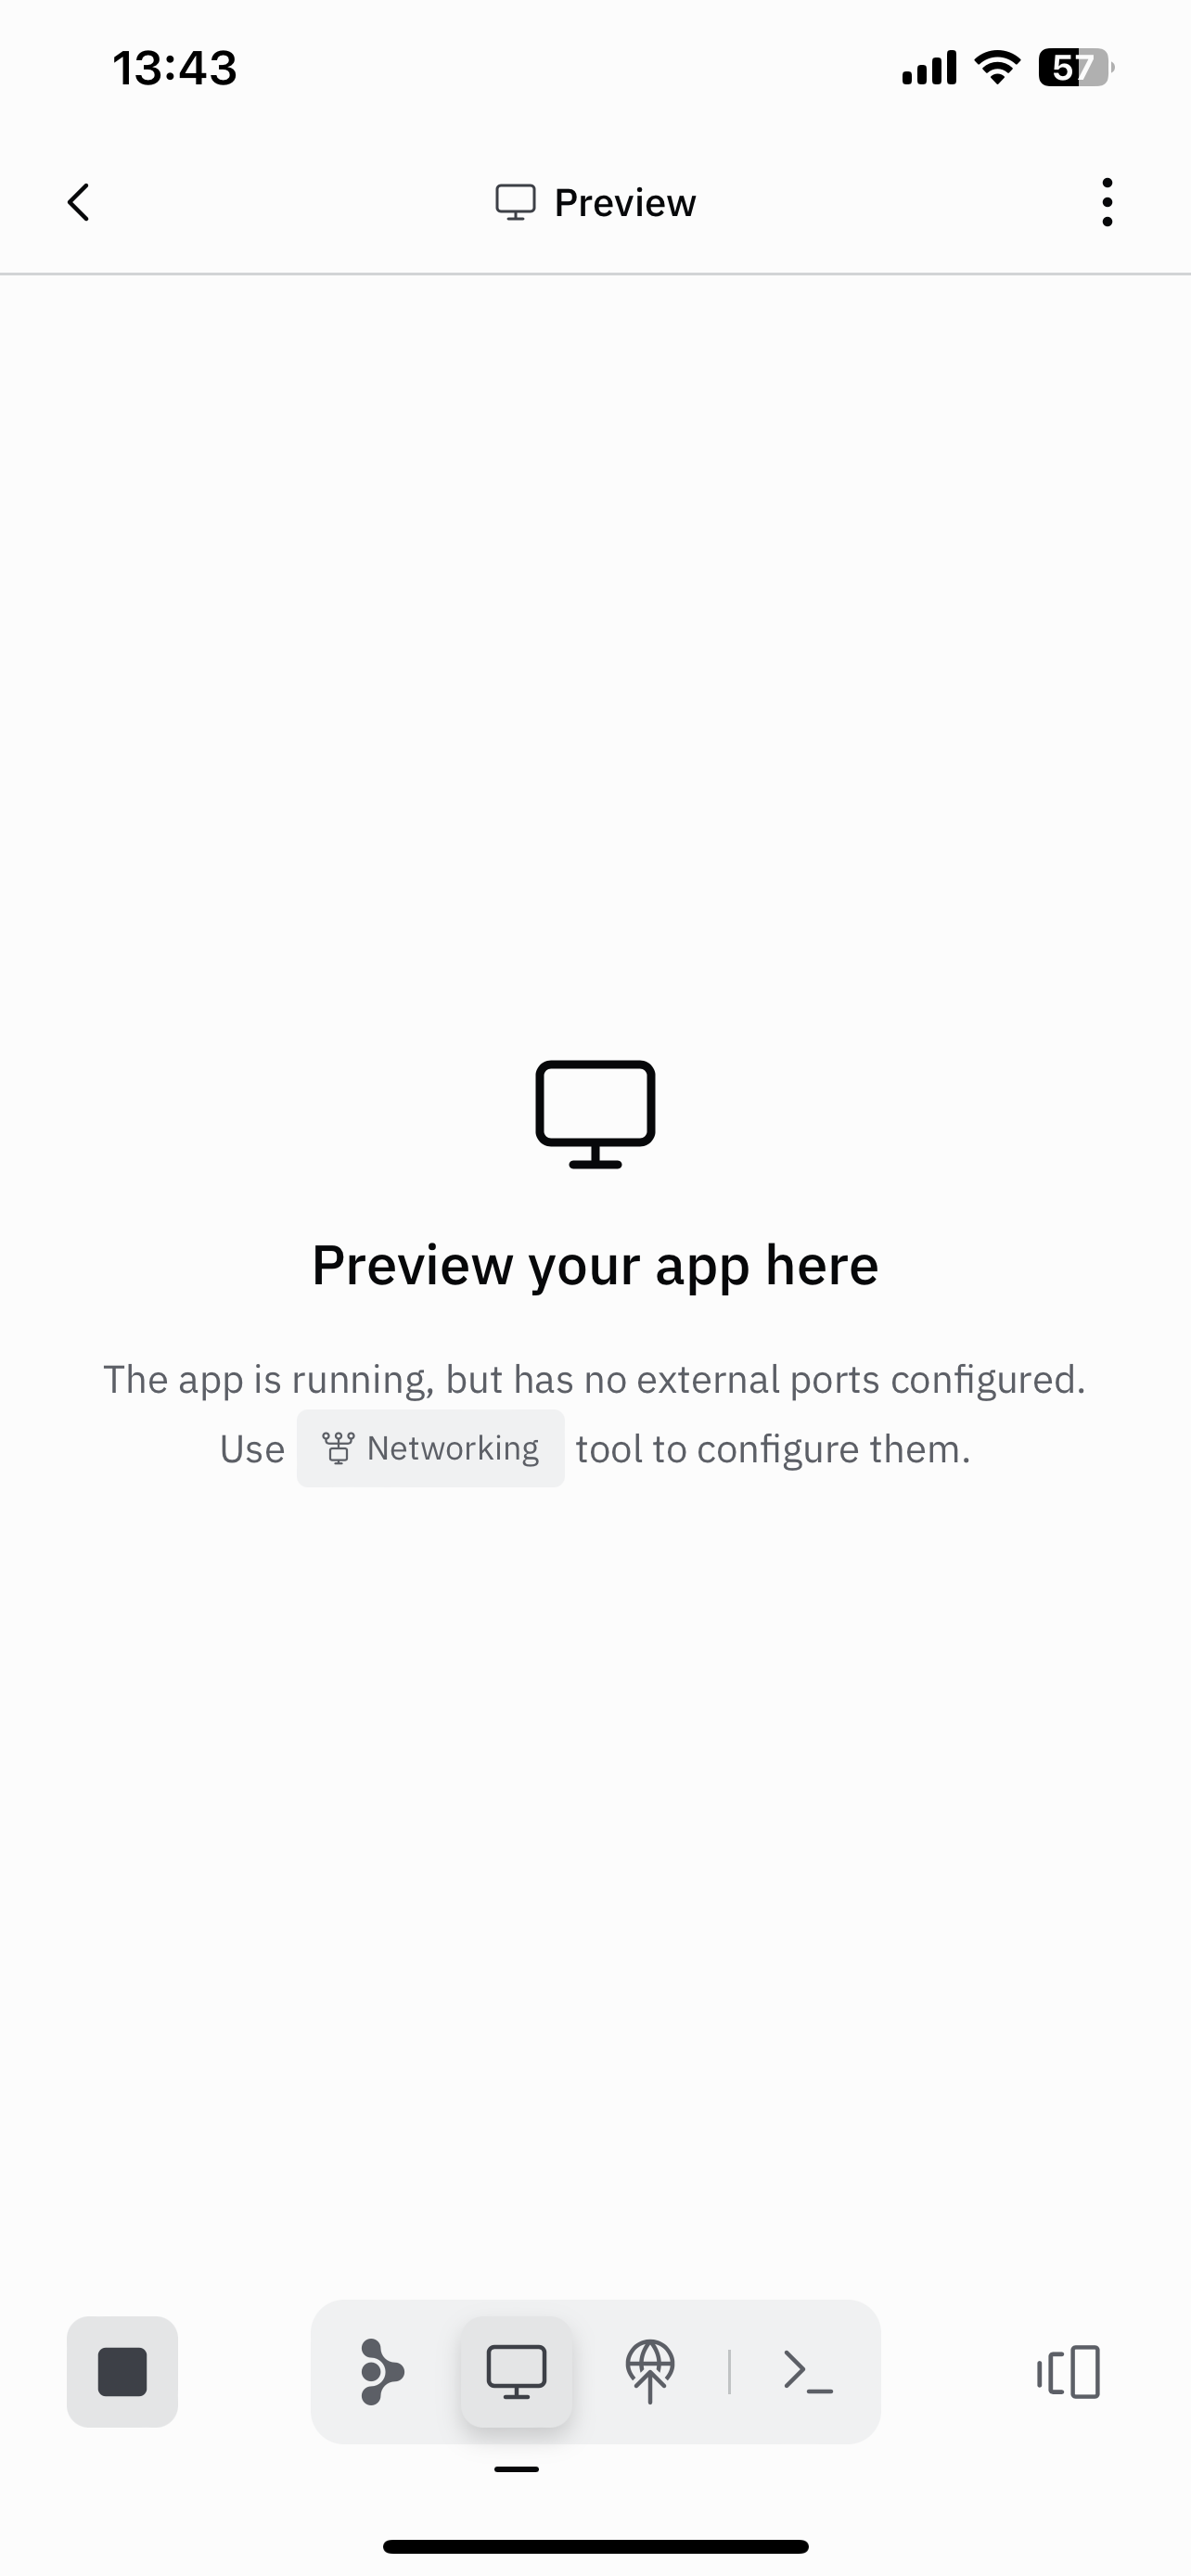 13:43
57
Preview
Preview your app here
The app is running, but has no external ports configured.
Use Networking tool to configure them.